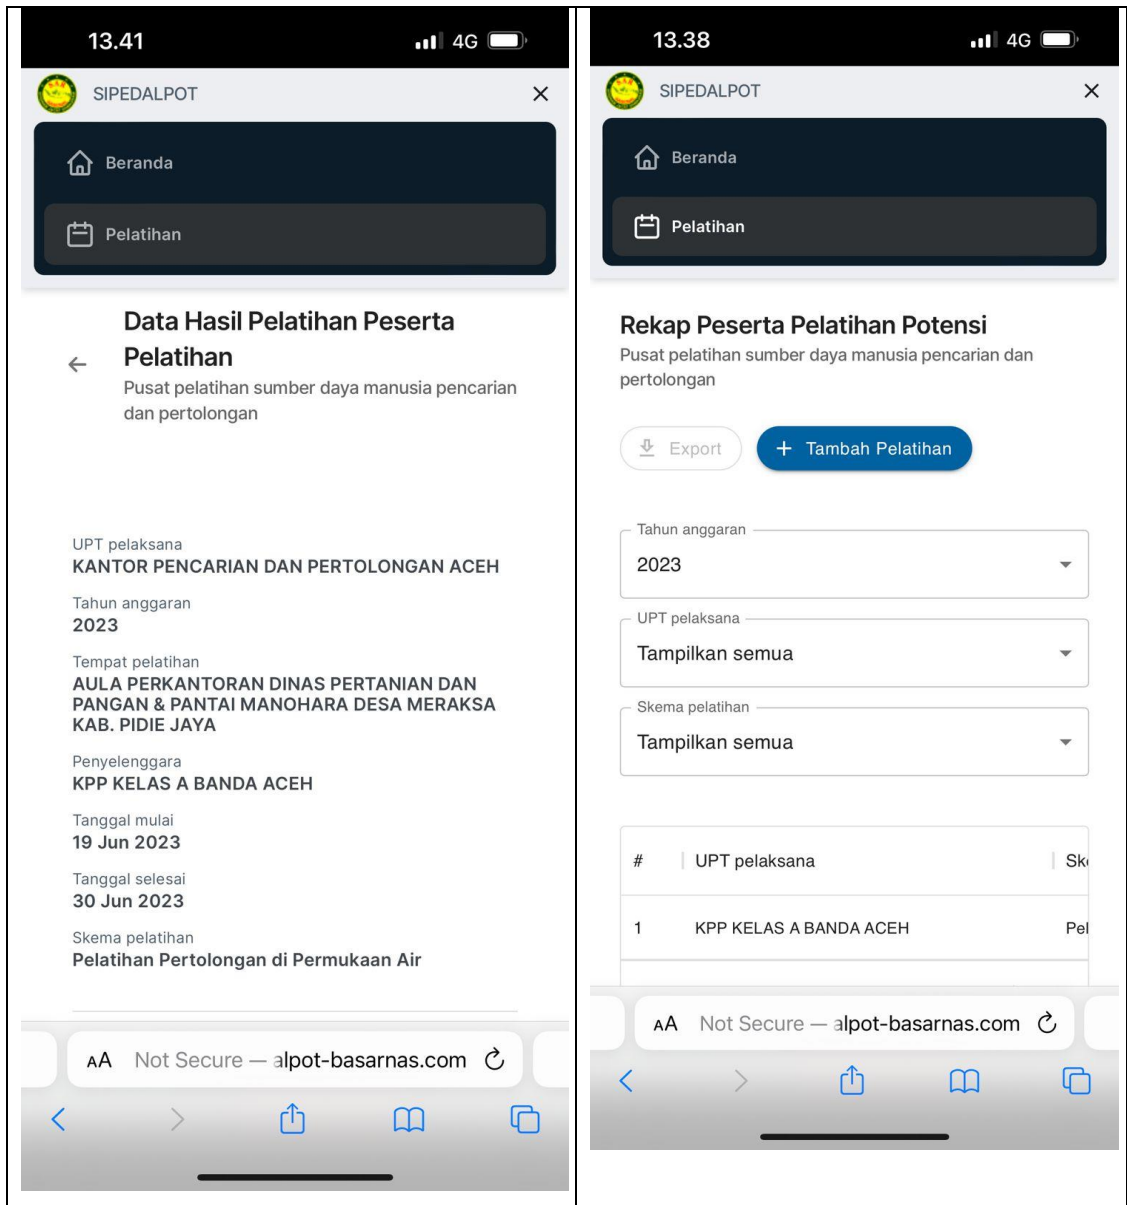 13.41
4G
SIPEDALPOT
Beranda
Pelatihan
Data Hasil Pelatihan Peserta
Pelatihan
Pusat pelatihan sumber daya manusia pencarian
dan pertolongan
UPT pelaksana
KANTOR PENCARIAN DAN PERTOLONGAN ACEH
Tahun anggaran
2023
Tempat pelatihan
AULA PERKANTORAN DINAS PERTANIAN DAN
PANGAN & PANTAI MANOHARA DESA MERAKSA
KAB. PIDIE JAYA
Penyelenggara
KPP KELAS A BANDA ACEH
Tanggal mulai
19 Jun 2023
Tanggal selesai
30 Jun 2023
Skema pelatihan
Pelatihan Pertolongan di Permukaan Air
AA Not Secure — alpot-basarnas.com
13.38
4G
SIPEDALPOT
Beranda
Pelatihan
Rekap Peserta Pelatihan Potensi
Pusat pelatihan sumber daya manusia pencarian dan
pertolongan
Export
+ Tambah Pelatihan
Tahun anggaran
2023
UPT pelaksana
Tampilkan semua
Skema pelatihan
Tampilkan semua
# UPT pelaksana Ske
1 KPP KELAS A BANDA ACEH Pel
AA Not Secure — alpot-basarnas.com